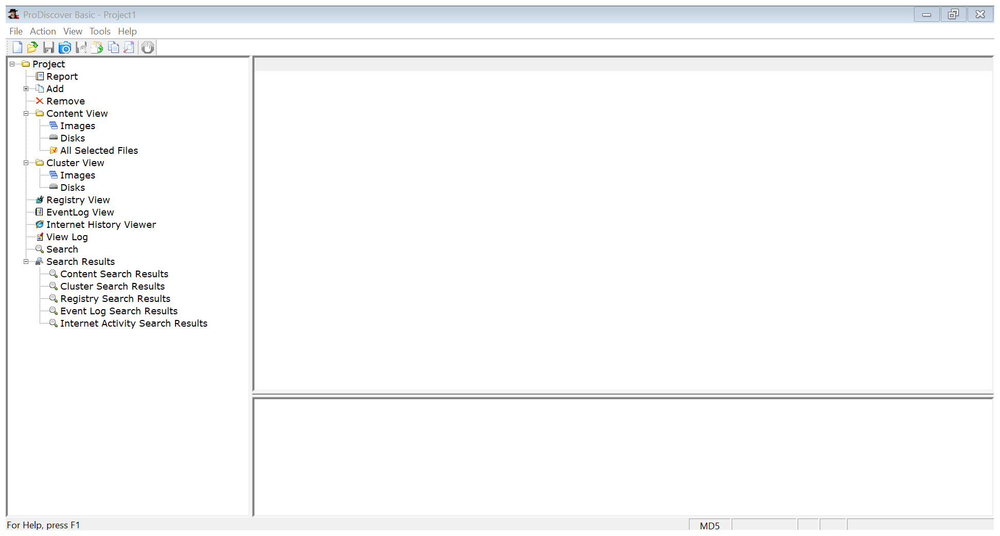 ProDiscover Basic - Project1
File Action View Tools Help
Project
Report
Add
Remove
Content View
Images
Disks
All Selected Files
Cluster View
Images
Disks
Registry View
EventLog View
Internet History Viewer
View Log
Search
Search Results
Content Search Results
Cluster Search Results
Registry Search Results
Event Log Search Results
Internet Activity Search Results
For Help, press F1
MD5